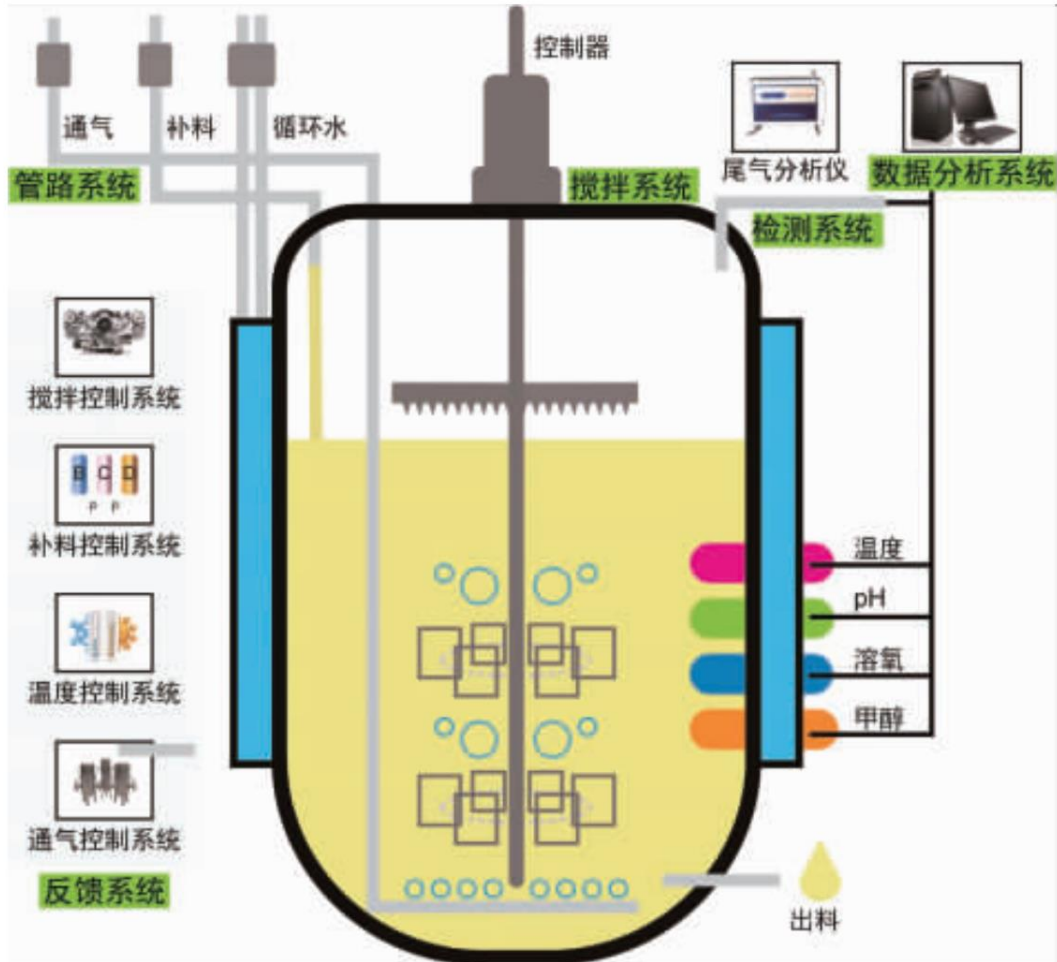 控制器
通气
补料
循环水
管路系统
搅拌系统
尾气分析仪
数据分析系统
检测系统
搅拌控制系统
B C D
P P
补料控制系统
温度控制系统
通气控制系统
反馈系统
温度
pH
溶氧
甲醇
出料